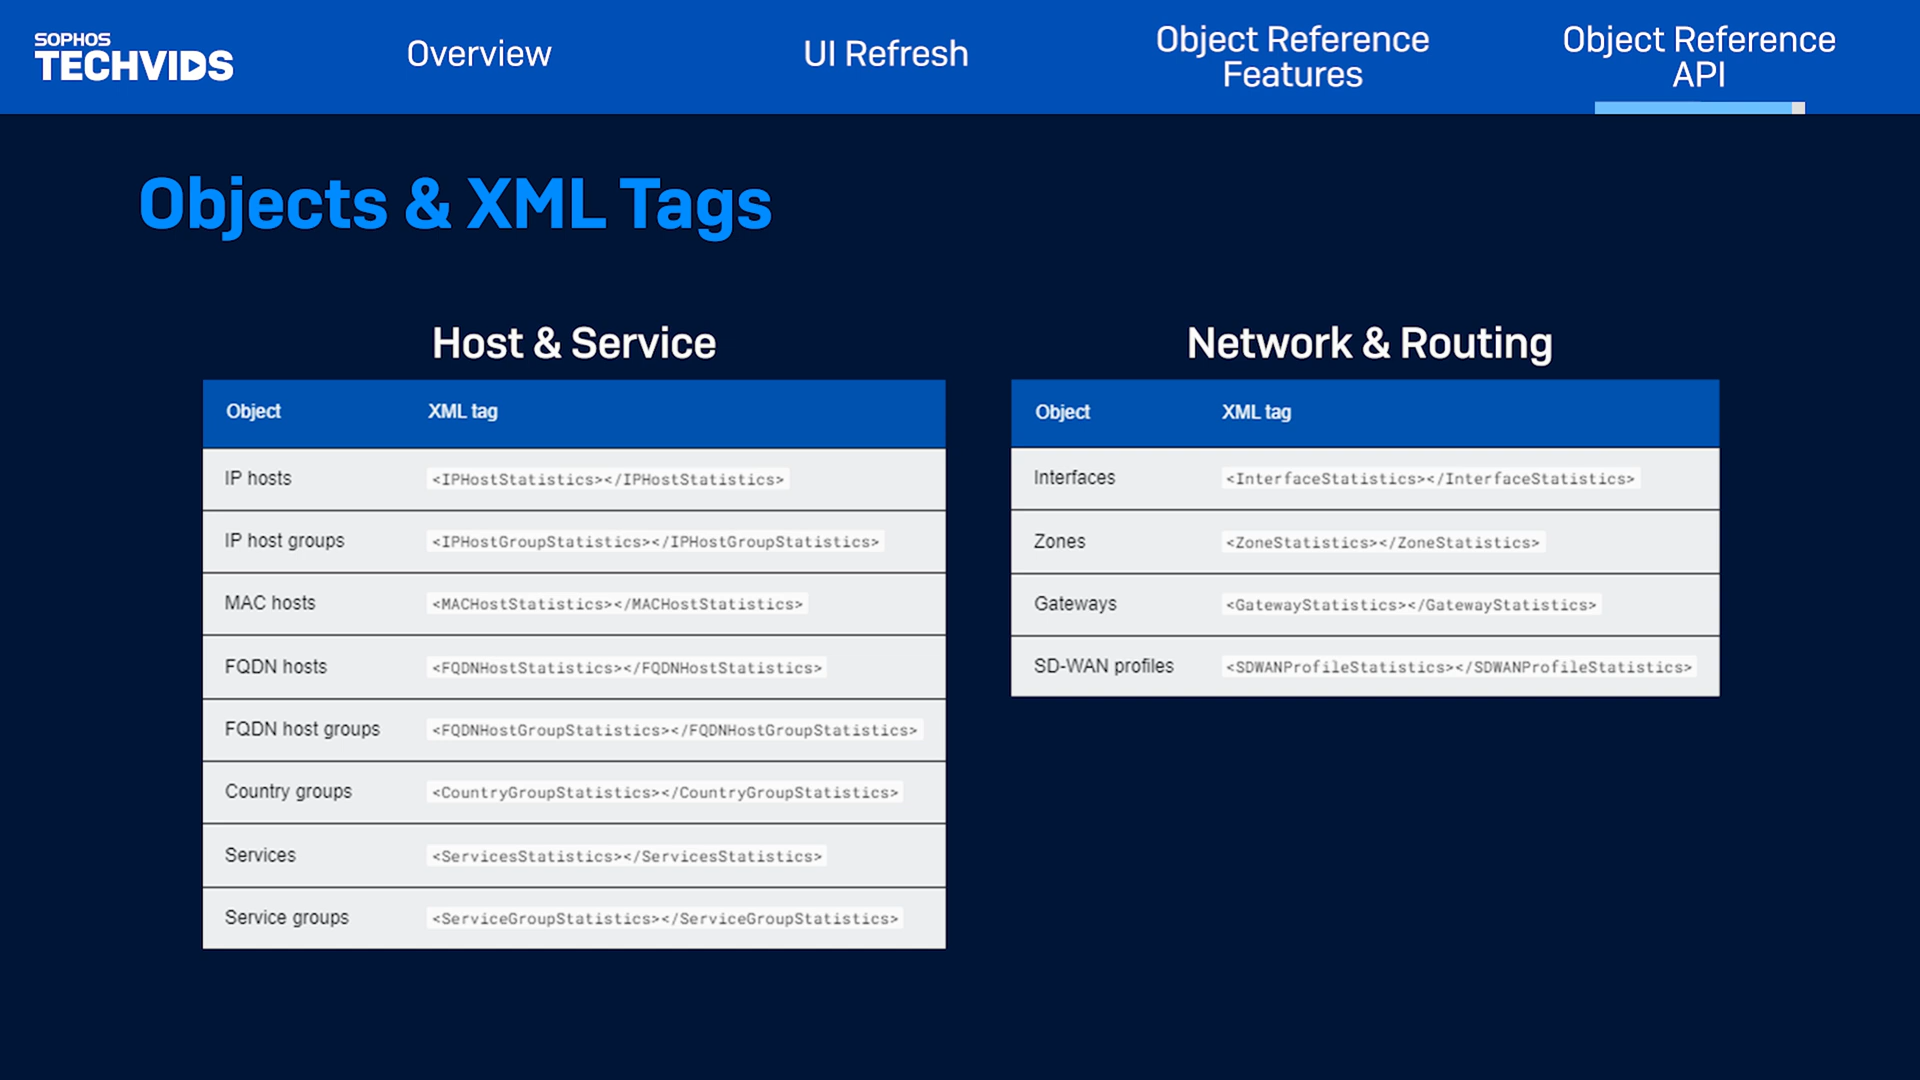 SOPHOS
TECHVIDS
Overview
UI Refresh
Object Reference
Features
Object Reference
API
Objects & XML Tags
Host & Service
Object XML tag
IP hosts <IPHostStatistics></IPHostStatistics>
IP host groups <IPHostGroupStatistics></IPHostGroupStatistics>
MAC hosts <MACHostStatistics></MACHostStatistics>
FQDN hosts <FQDNHostStatistics></FQDNHostStatistics>
FQDN host groups <FQDNHostGroupStatistics></FQDNHostGroupStatistics>
Country groups <CountryGroupStatistics></CountryGroupStatistics>
Services <ServicesStatistics></ServicesStatistics>
Service groups <ServiceGroupStatistics></ServiceGroupStatistics>
Network & Routing
Object XML tag
Interfaces <InterfaceStatistics></InterfaceStatistics>
Zones <ZoneStatistics></ZoneStatistics>
Gateways <GatewayStatistics></GatewayStatistics>
SD-WAN profiles <SDWANProfileStatistics></SDWANProfileStatistics>